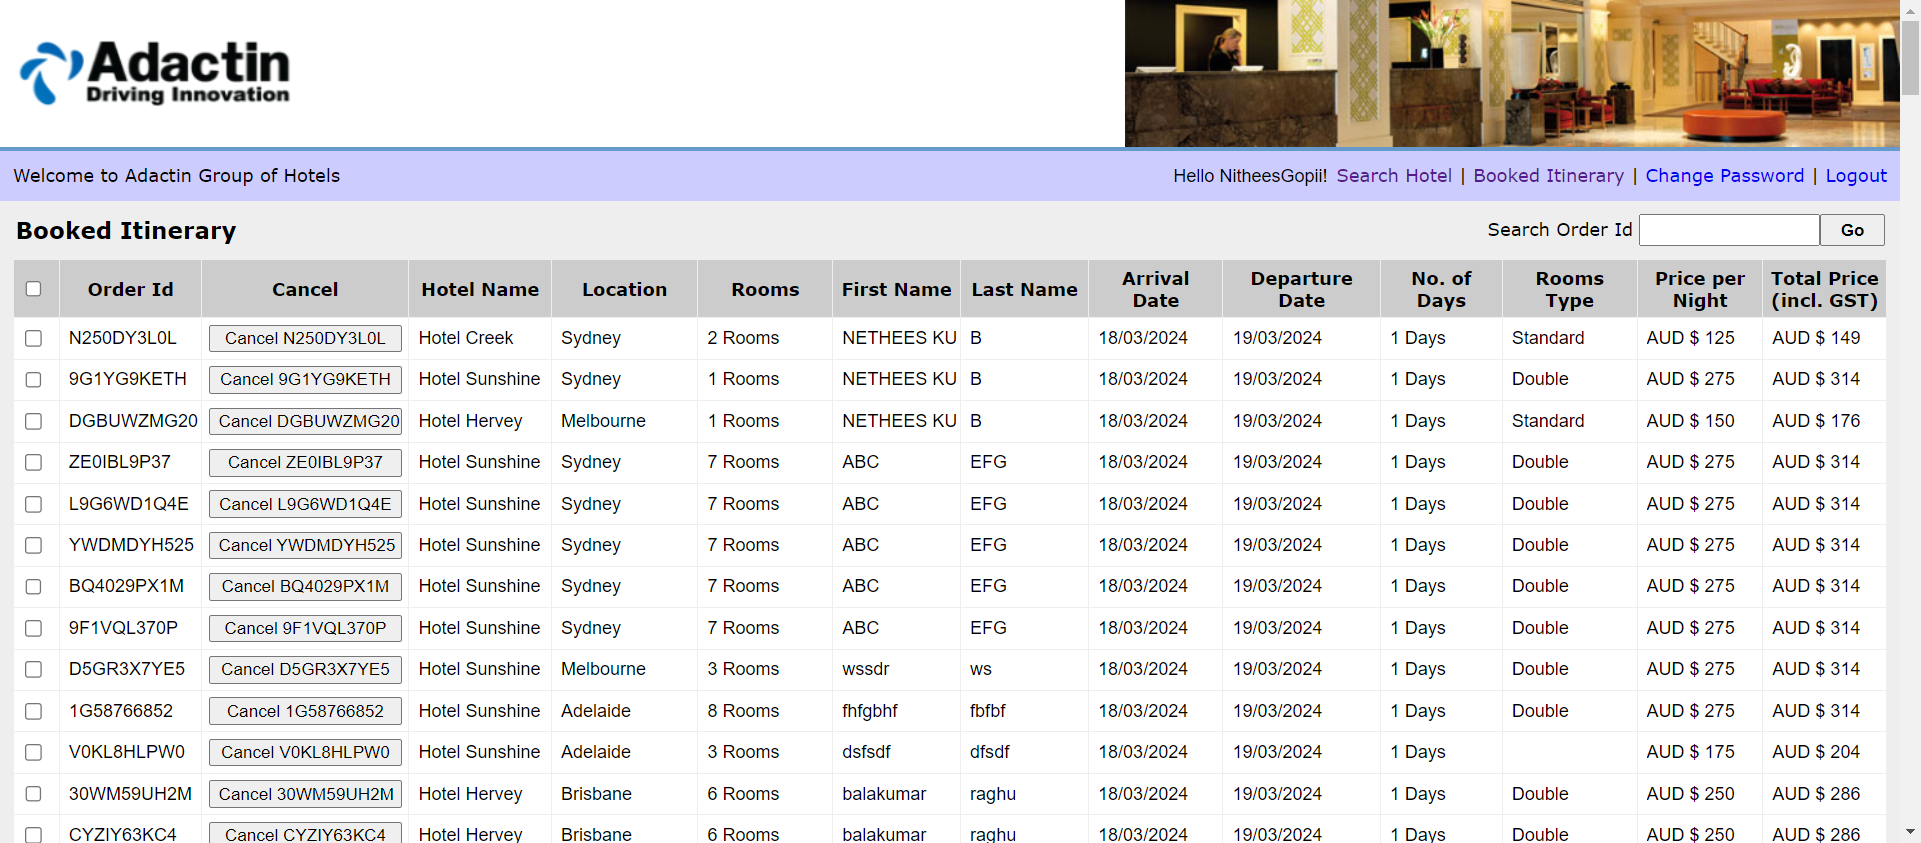 Adactin
Driving Innovation
Welcome to Adactin Group of Hotels
Hello NitheesGopii! Search Hotel | Booked Itinerary | Change Password | Logout
Booked Itinerary
Search Order Id Go
Order Id Cancel Hotel Name Location Rooms First Name Last Name Arrival Date Departure Date No. of Days Rooms Type Price per Night Total Price (incl. GST)
N250DY3L0L Cancel N250DY3L0L Hotel Creek Sydney 2 Rooms NETHEES KU B 18/03/2024 19/03/2024 1 Days Standard AUD $ 125 AUD $ 149
9G1YG9KETH Cancel 9G1YG9KETH Hotel Sunshine Sydney 1 Rooms NETHEES KU B 18/03/2024 19/03/2024 1 Days Double AUD $ 275 AUD $ 314
DGBUWZMG20 Cancel DGBUWZMG20 Hotel Hervey Melbourne 1 Rooms NETHEES KU B 18/03/2024 19/03/2024 1 Days Standard AUD $ 150 AUD $ 176
ZE0IBL9P37 Cancel ZE0IBL9P37 Hotel Sunshine Sydney 7 Rooms ABC EFG 18/03/2024 19/03/2024 1 Days Double AUD $ 275 AUD $ 314
L9G6WD1Q4E Cancel L9G6WD1Q4E Hotel Sunshine Sydney 7 Rooms ABC EFG 18/03/2024 19/03/2024 1 Days Double AUD $ 275 AUD $ 314
YWDMDYH525 Cancel YWDMDYH525 Hotel Sunshine Sydney 7 Rooms ABC EFG 18/03/2024 19/03/2024 1 Days Double AUD $ 275 AUD $ 314
BQ4029PX1M Cancel BQ4029PX1M Hotel Sunshine Sydney 7 Rooms ABC EFG 18/03/2024 19/03/2024 1 Days Double AUD $ 275 AUD $ 314
9F1VQL370P Cancel 9F1VQL370P Hotel Sunshine Sydney 7 Rooms ABC EFG 18/03/2024 19/03/2024 1 Days Double AUD $ 275 AUD $ 314
D5GR3X7YE5 Cancel D5GR3X7YE5 Hotel Sunshine Melbourne 3 Rooms wssdr ws 18/03/2024 19/03/2024 1 Days Double AUD $ 275 AUD $ 314
1G58766852 Cancel 1G58766852 Hotel Sunshine Adelaide 8 Rooms fhfgbhf fbfbf 18/03/2024 19/03/2024 1 Days Double AUD $ 275 AUD $ 314
V0KL8HLPW0 Cancel V0KL8HLPW0 Hotel Sunshine Adelaide 3 Rooms dsfsdf dfsdf 18/03/2024 19/03/2024 1 Days AUD $ 175 AUD $ 204
30WM59UH2M Cancel 30WM59UH2M Hotel Hervey Brisbane 6 Rooms balakumar raghu 18/03/2024 19/03/2024 1 Days Double AUD $ 250 AUD $ 286
CYZIY63KC4 Cancel CYZIY63KC4 Hotel Hervey Brisbane 6 Rooms balakumar raghu 18/03/2024 19/03/2024 1 Days Double AUD $ 250 AUD $ 286